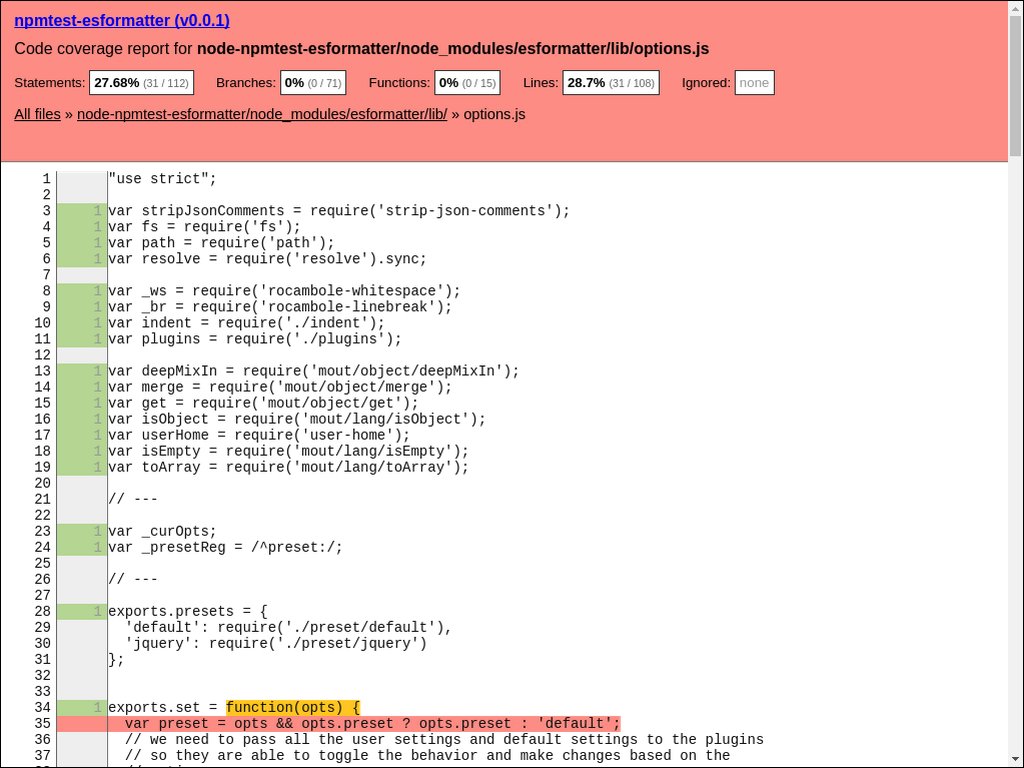 npmtest-esformatter (v0.0.1)
Code coverage report for node-npmtest-esformatter/node_modules/esformatter/lib/options.js
Statements: 27.68% (31 / 112) Branches: 0% (0 / 71) Functions: 0% (0 / 15) Lines: 28.7% (31 / 108) Ignored: none
All files » node-npmtest-esformatter/node_modules/esformatter/lib/ » options.js
1 "use strict";
2
3 1 var stripJsonComments = require('strip-json-comments');
4 1 var fs = require('fs');
5 1 var path = require('path');
6 1 var resolve = require('resolve').sync;
7
8 1 var _ws = require('rocambole-whitespace');
9 1 var _br = require('rocambole-linebreak');
10 1 var indent = require('./indent');
11 1 var plugins = require('./plugins');
12
13 1 var deepMixIn = require('mout/object/deepMixIn');
14 1 var merge = require('mout/object/merge');
15 1 var get = require('mout/object/get');
16 1 var isObject = require('mout/lang/isObject');
17 1 var userHome = require('user-home');
18 1 var isEmpty = require('mout/lang/isEmpty');
19 1 var toArray = require('mout/lang/toArray');
20
21 // ---
22
23 1 var _curOpts;
24 1 var _presetReg = /^preset:/;
25
26 // ---
27
28 1 exports.presets = {
29 'default': require('./preset/default'),
30 'jquery': require('./preset/jquery')
31 };
32
33
34 1 exports.set = function(opts) {
35 var preset = opts && opts.preset ? opts.preset : 'default';
36 // we need to pass all the user settings and default settings to the plugins
37 // so they are able to toggle the behavior and make changes based on the